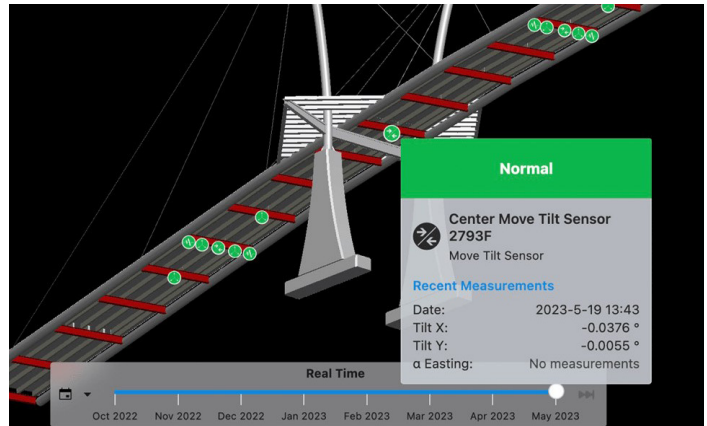 Normal
Center Move Tilt Sensor
2793F
Move Tilt Sensor
Recent Measurements
Date: 2023-5-19 13:43
Tilt X: -0.0376 °
Tilt Y: -0.0055 °
α Easting: No measurements
Real Time
Oct 2022 Nov 2022 Dec 2022 Jan 2023 Feb 2023 Mar 2023 Apr 2023 May 2023